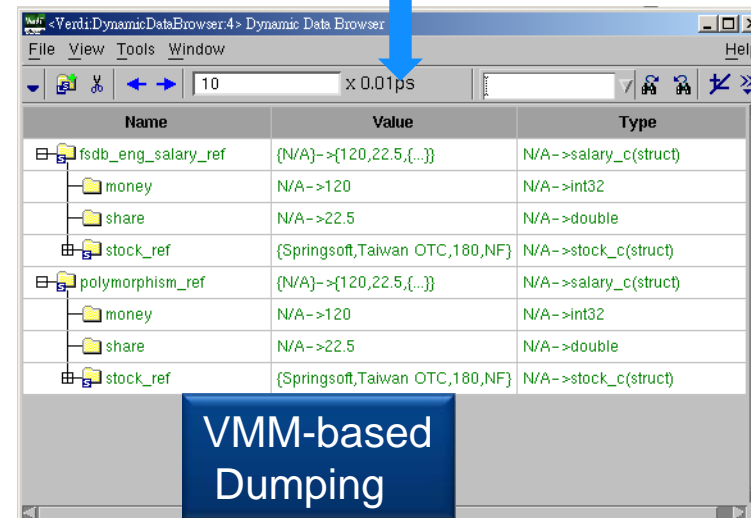 <Verdi:DynamicDataBrowser:4> Dynamic Data Browser
File View Tools Window Help
10 x 0.01ps
Name Value Type
fsdb_eng_salary_ref {N/A}->{120,22.5,{...}} N/A->salary_c(struct)
money N/A->120 N/A->int32
share N/A->22.5 N/A->double
stock_ref {Springsoft,Taiwan OTC,180,NF} N/A->stock_c(struct)
polymorphism_ref {N/A}->{120,22.5,{...}} N/A->salary_c(struct)
money N/A->120 N/A->int32
share N/A->22.5 N/A->double
stock_ref {Springsoft,Taiwan OTC,180,NF} N/A->stock_c(struct)
VMM-based
Dumping